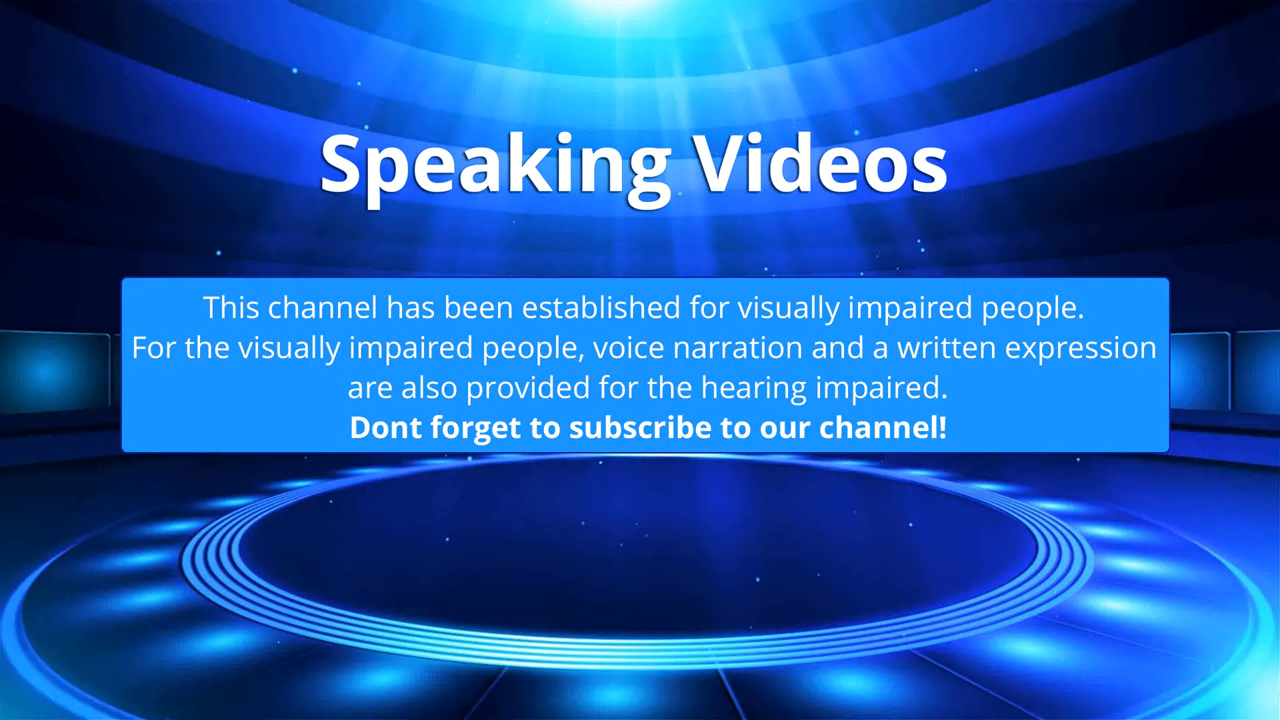 Speaking Videos
This channel has been established for visually impaired people.
For the visually impaired people, voice narration and a written expression
are also provided for the hearing impaired.
Dont forget to subscribe to our channel!